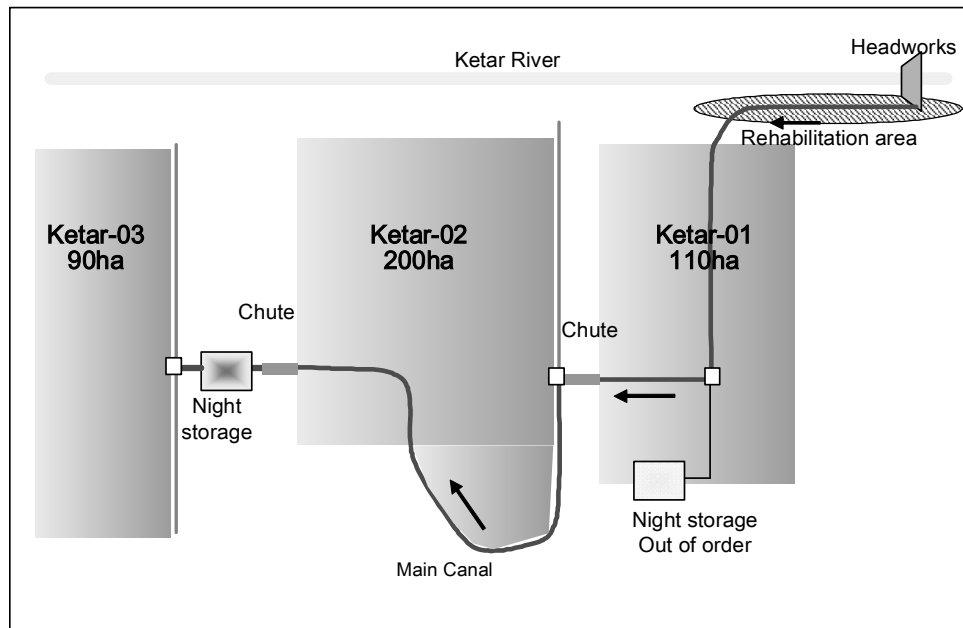 Headworks
Ketar River
Rehabilitation area
Ketar-03
90ha
Ketar-02
200ha
Ketar-01
110ha
Chute
Chute
Night
storage
Night storage
Out of order
Main Canal